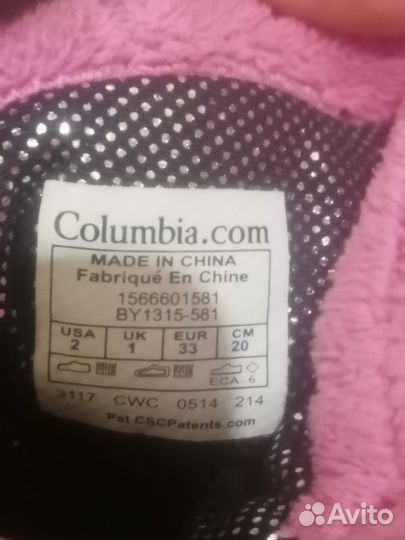 Columbia.com
MADE IN CHINA
Fabriqué En Chine
1566601581
BY1315-581
USA UK EUR CM
2 1 33 20
ECA-6
3117 CWC 0514 214
Pat CSCPatents.com
Avito